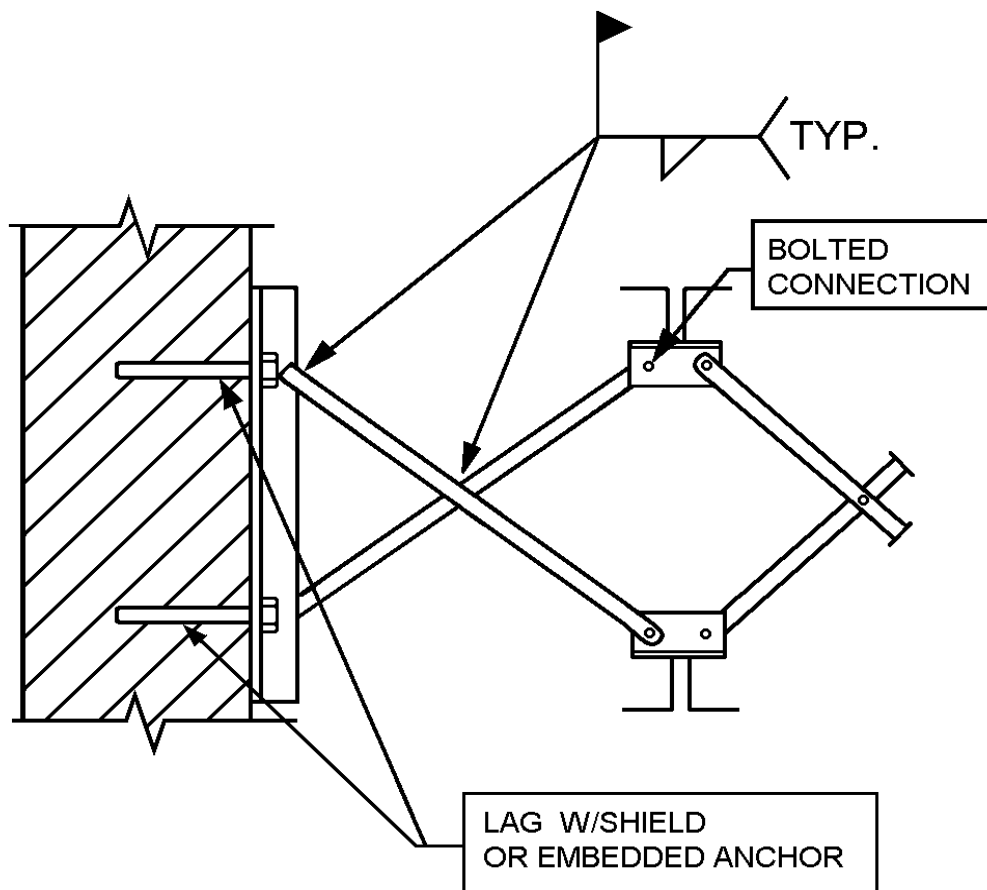 TYP.
BOLTED
CONNECTION
LAG W/SHIELD
OR EMBEDDED ANCHOR